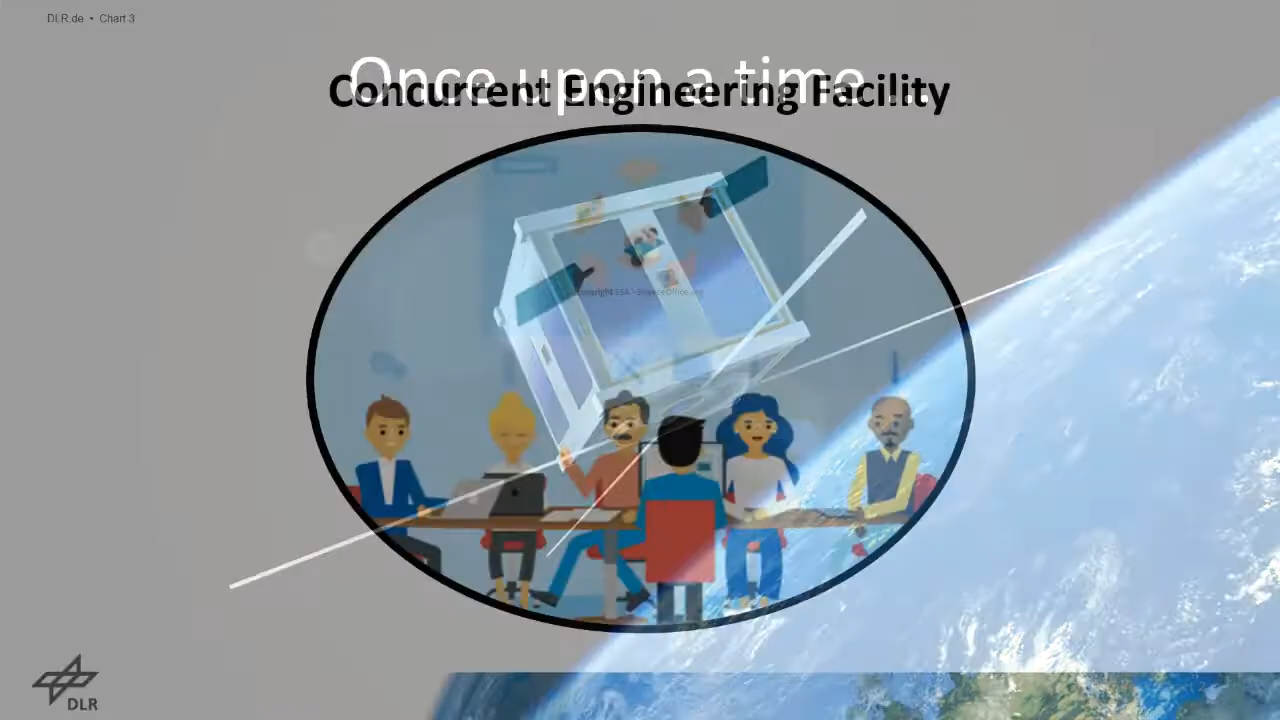 DLR.de • Chart 3
Once upon a time ...
Concurrent Engineering Facility
DLR